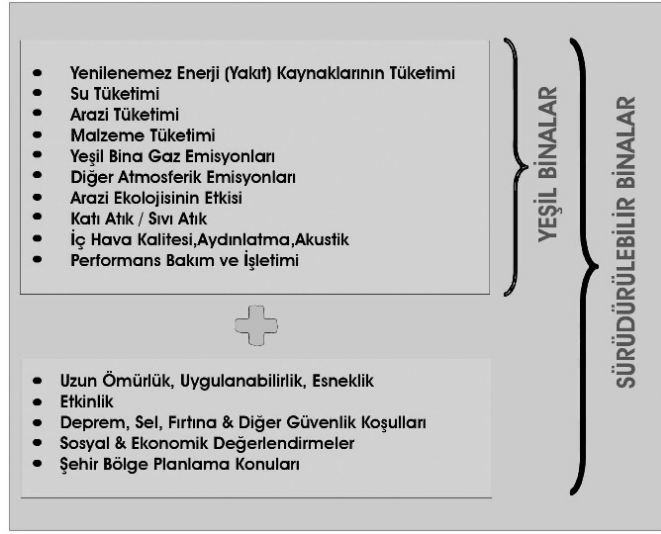 • Yenilenemez Enerji (Yakıt) Kaynaklarının Tüketimi
• Su Tüketimi
• Arazi Tüketimi
• Malzeme Tüketimi
• Yeşil Bina Gaz Emisyonları
• Diğer Atmosferik Emisyonları
• Arazi Ekolojisinin Etkisi
• Katı Atık / Sıvı Atık
• İç Hava Kalitesi,Aydınlatma,Akustik
• Performans Bakım ve İşletimi
YEŞİL BİNALAR
• Uzun Ömürlük, Uygulanabilirlik, Esneklik
• Etkinlik
• Deprem, Sel, Fırtına & Diğer Güvenlik Koşulları
• Sosyal & Ekonomik Değerlendirmeler
• Şehir Bölge Planlama Konuları
SÜRÜDÜRÜLEBİLİR BİNALAR